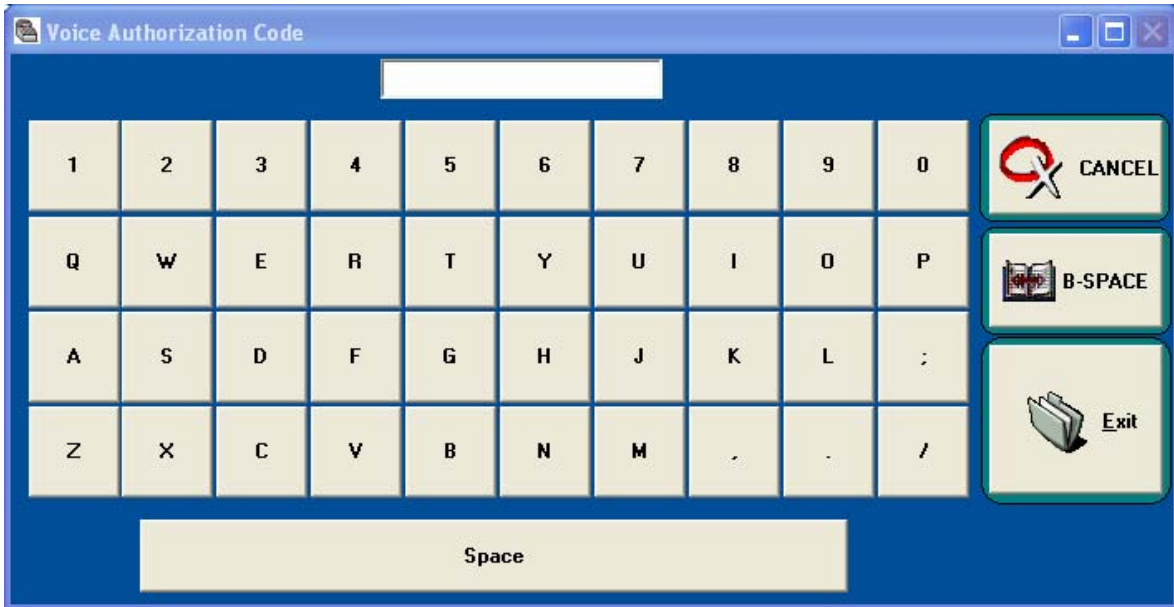 Voice Authorization Code
1 2 3 4 5 6 7 8 9 0 CANCEL
Q W E R T Y U I O P B-SPACE
A S D F G H J K L ;
Z X C V B N M , . / Exit
Space